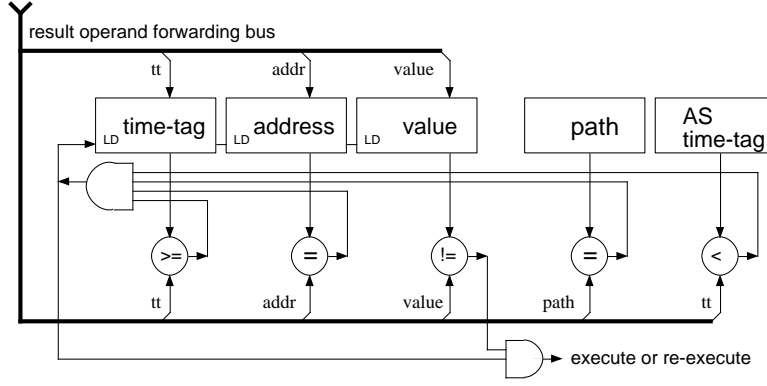 result operand forwarding bus
tt addr value
time-tag address value path AS
time-tag
LD LD LD
>= = != = <
tt addr value path tt
execute or re-execute